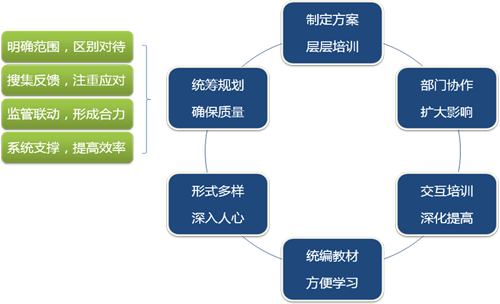 明确范围，区别对待
搜集反馈，注重应对
监管联动，形成合力
系统支撑，提高效率
制定方案
层层培训
部门协作
扩大影响
交互培训
深化提高
统编教材
方便学习
形式多样
深入人心
统筹规划
确保质量